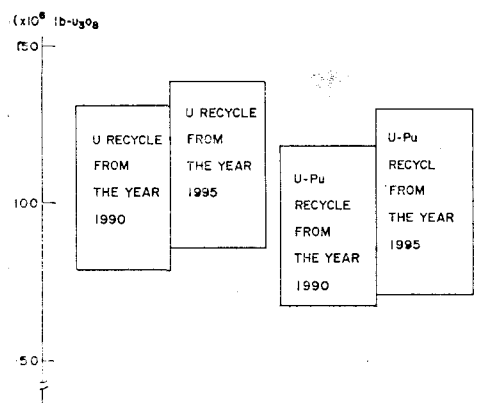 (x10⁶ lb-U₃O₈
150
100
50
U RECYCLE
FROM
THE YEAR
1990
U RECYCLE
FROM
THE YEAR
1995
U-Pu
RECYCLE
FROM
THE YEAR
1990
U-Pu
RECYCL
FROM
THE YEAR
1995